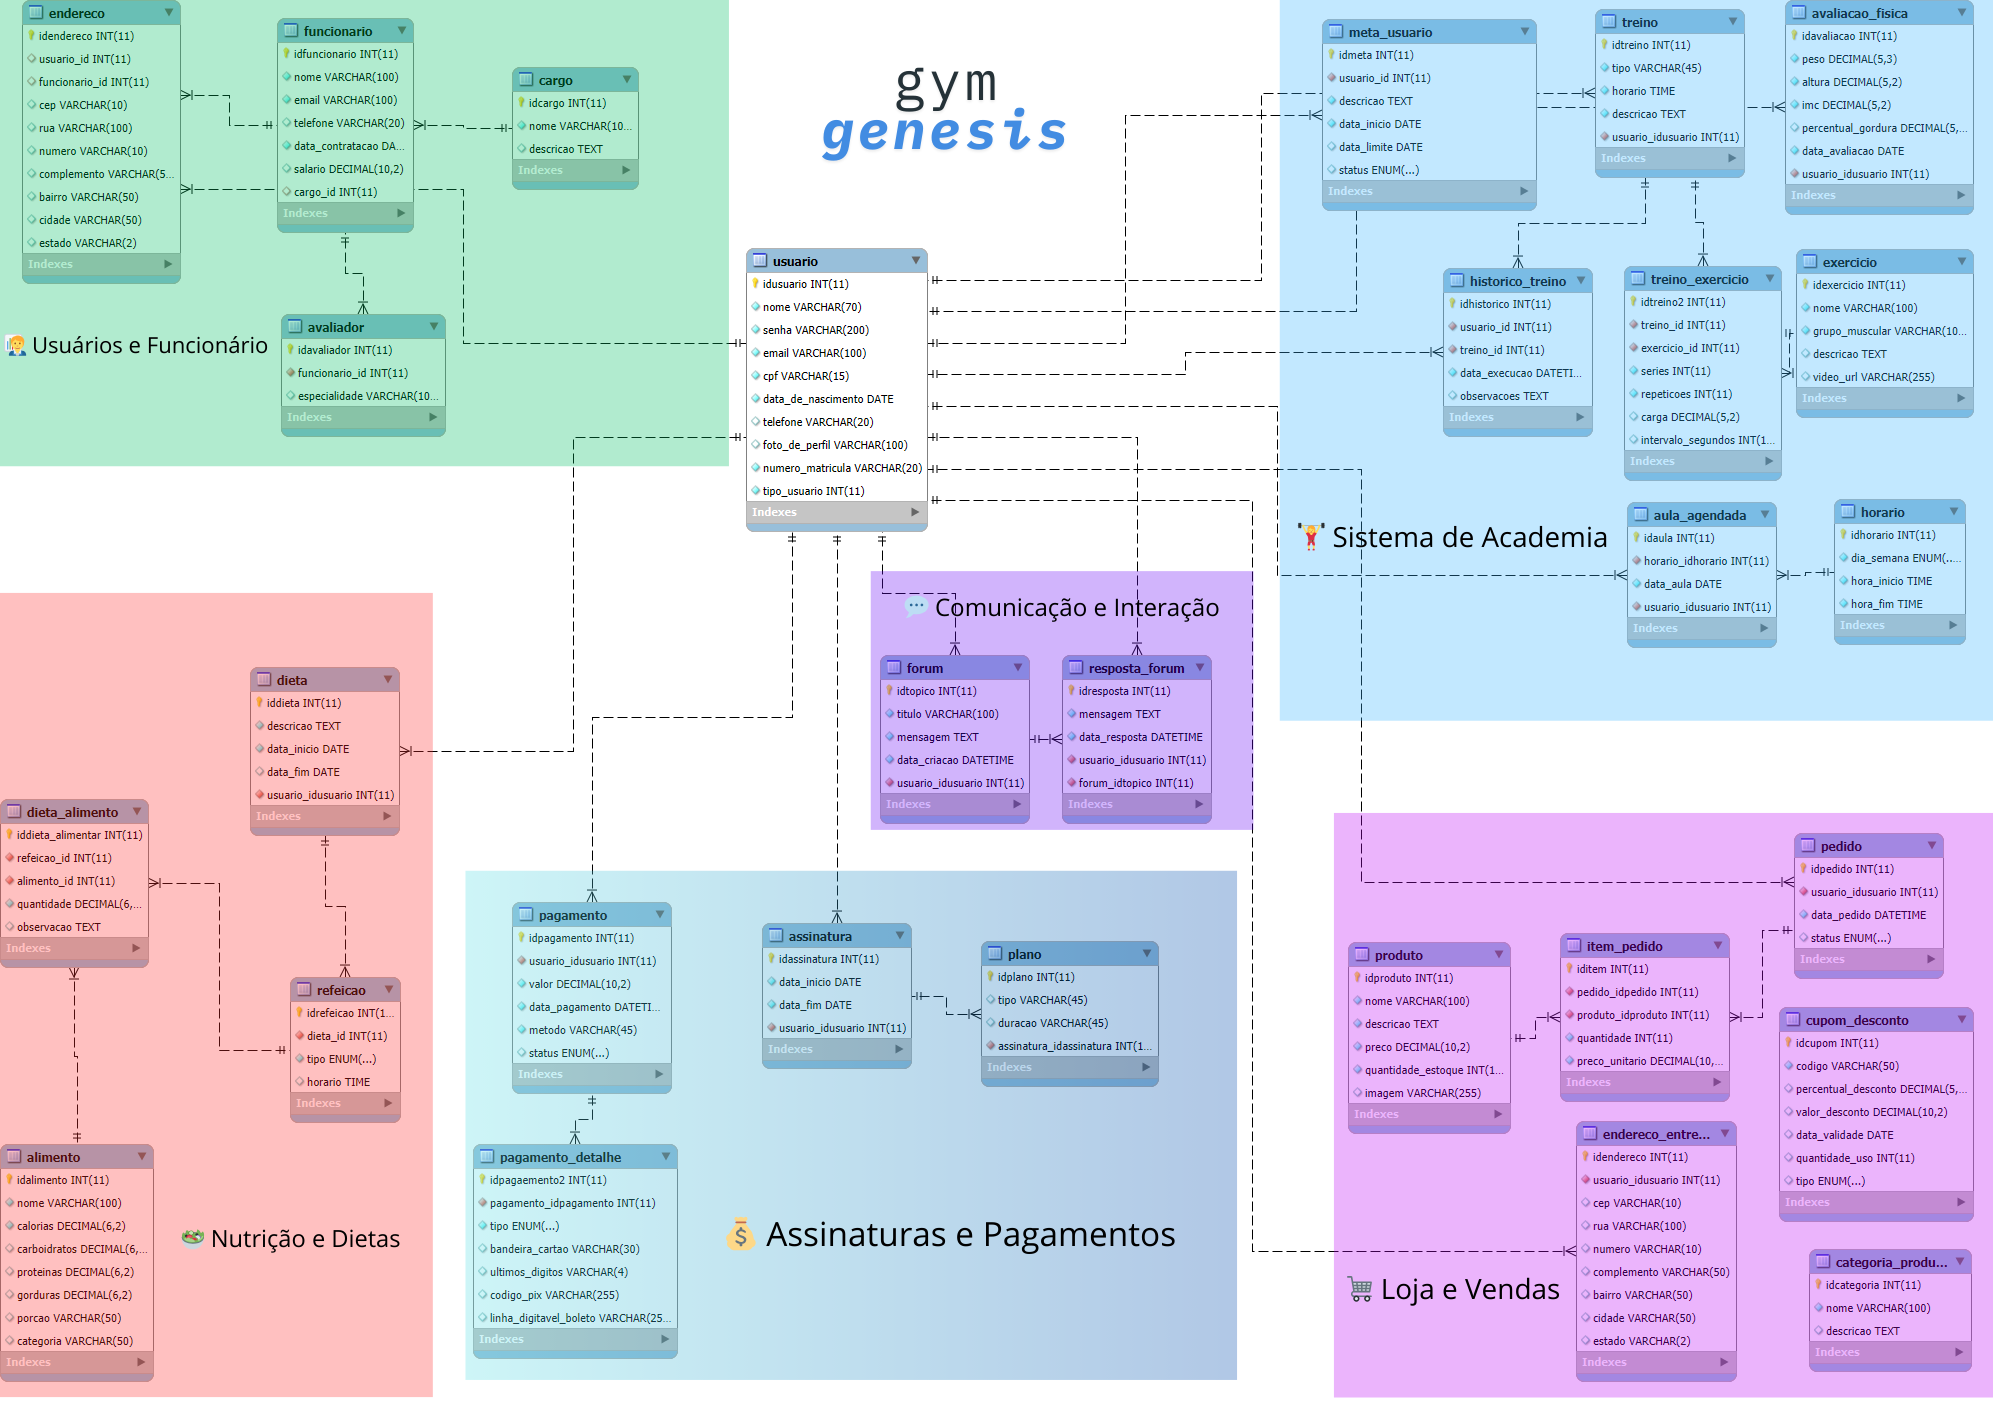 endereco
idendereco INT(11)
usuario_id INT(11)
funcionario_id INT(11)
cep VARCHAR(10)
rua VARCHAR(100)
numero VARCHAR(10)
complemento VARCHAR(5...
bairro VARCHAR(50)
cidade VARCHAR(50)
estado VARCHAR(2)
Indexes
funcionario
idfuncionario INT(11)
nome VARCHAR(100)
email VARCHAR(100)
telefone VARCHAR(20)
data_contratacao DA...
salario DECIMAL(10,2)
cargo_id INT(11)
Indexes
cargo
idcargo INT(11)
nome VARCHAR(10...
descricao TEXT
Indexes
avaliador
idavaliador INT(11)
funcionario_id INT(11)
especialidade VARCHAR(10...
Indexes
Usuários e Funcionário
gym
genesis
usuario
idusuario INT(11)
nome VARCHAR(70)
senha VARCHAR(200)
email VARCHAR(100)
cpf VARCHAR(15)
data_de_nascimento DATE
telefone VARCHAR(20)
foto_de_perfil VARCHAR(100)
numero_matricula VARCHAR(20)
tipo_usuário INT(11)
Indexes
meta_usuario
idmeta INT(11)
usuario_id INT(11)
descricao TEXT
data_inicio DATE
data_limite DATE
status ENUM(...)
Indexes
treino
idtreino INT(11)
tipo VARCHAR(45)
horario TIME
descricao TEXT
usuario_idusuario INT(11)
Indexes
avaliacao_fisica
idavaliacao INT(11)
peso DECIMAL(5,3)
altura DECIMAL(5,2)
imc DECIMAL(5,2)
percentual_gordura DECIMAL(5,...
data_avaliacao DATE
usuario_idusuario INT(11)
Indexes
historico_treino
idhistorico INT(11)
usuario_id INT(11)
treino_id INT(11)
data_execucao DATETI...
observacoes TEXT
Indexes
treino_exercicio
idtreino2 INT(11)
treino_id INT(11)
exercicio_id INT(11)
series INT(11)
repeticoes INT(11)
carga DECIMAL(5,2)
intervalo_segundos INT(1...
Indexes
exercicio
idexercicio INT(11)
nome VARCHAR(100)
grupo_muscular VARCHAR(10...
descricao TEXT
video_url VARCHAR(255)
Indexes
Sistema de Academia
aula_agendada
idaula INT(11)
horario_idhorario INT(11)
data_aula DATE
usuario_idusuario INT(11)
Indexes
horario
idhorario INT(11)
dia_semana ENUM(...
hora_inicio TIME
hora_fim TIME
Indexes
Comunicação e Interação
forum
idtopico INT(11)
titulo VARCHAR(100)
mensagem TEXT
data_criacao DATETIME
usuario_idusuario INT(11)
Indexes
resposta_forum
idresposta INT(11)
mensagem TEXT
data_resposta DATETIME
usuario_idusuario INT(11)
forum_idtopico INT(11)
Indexes
dieta
iddieta INT(11)
descricao TEXT
data_inicio DATE
data_fim DATE
usuario_idusuario INT(11)
Indexes
dieta_alimento
iddieta_alimentar INT(11)
refeicao_id INT(11)
alimento_id INT(11)
quantidade DECIMAL(6,...
observacao TEXT
Indexes
refeicao
idrefeicao INT(1...
dieta_id INT(11)
tipo ENUM(...)
horario TIME
Indexes
alimento
idalimento INT(11)
nome VARCHAR(100)
calorias DECIMAL(6,2)
carboidratos DECIMAL(6,...
proteinas DECIMAL(6,2)
gorduras DECIMAL(6,2)
porcao VARCHAR(50)
categoria VARCHAR(50)
Indexes
Nutrição e Dietas
pagamento
idpagamento INT(11)
usuario_idusuario INT(11)
valor DECIMAL(10,2)
data_pagamento DATETI...
metodo VARCHAR(45)
status ENUM(...)
Indexes
assinatura
idassinatura INT(11)
data_inicio DATE
data_fim DATE
usuario_idusuario INT(11)
Indexes
plano
idplano INT(11)
tipo VARCHAR(45)
duracao VARCHAR(45)
assinatura_idassinatura INT(1...
Indexes
pagamento_detalhe
idpagaemento2 INT(11)
pagamento_idpagamento INT(11)
tipo ENUM(...)
bandeira_cartao VARCHAR(30)
ultimos_digitos VARCHAR(4)
codigo_pix VARCHAR(255)
linha_digitavel_boleto VARCHAR(25...
Indexes
Assinaturas e Pagamentos
pedido
idpedido INT(11)
usuario_idusuario INT(11)
data_pedido DATETIME
status ENUM(...)
Indexes
produto
idproduto INT(11)
nome VARCHAR(100)
descricao TEXT
preco DECIMAL(10,2)
quantidade_estoque INT(1...
imagem VARCHAR(255)
Indexes
item_pedido
iditem INT(11)
pedido_idpedido INT(11)
produto_idproduto INT(11)
quantidade INT(11)
preco_unitario DECIMAL(10,...
Indexes
cupom_desconto
idcupom INT(11)
codigo VARCHAR(50)
percentual_desconto DECIMAL(5,...
valor_desconto DECIMAL(10,2)
data_validade DATE
quantidade_uso INT(11)
tipo ENUM(...)
Indexes
endereco_entre...
idendereco INT(11)
usuario_idusuario INT(11)
cep VARCHAR(10)
rua VARCHAR(100)
numero VARCHAR(10)
complemento VARCHAR(50)
bairro VARCHAR(50)
cidade VARCHAR(50)
estado VARCHAR(2)
Indexes
categoria_produ...
idcategoria INT(11)
nome VARCHAR(100)
descricao TEXT
Indexes
Loja e Vendas